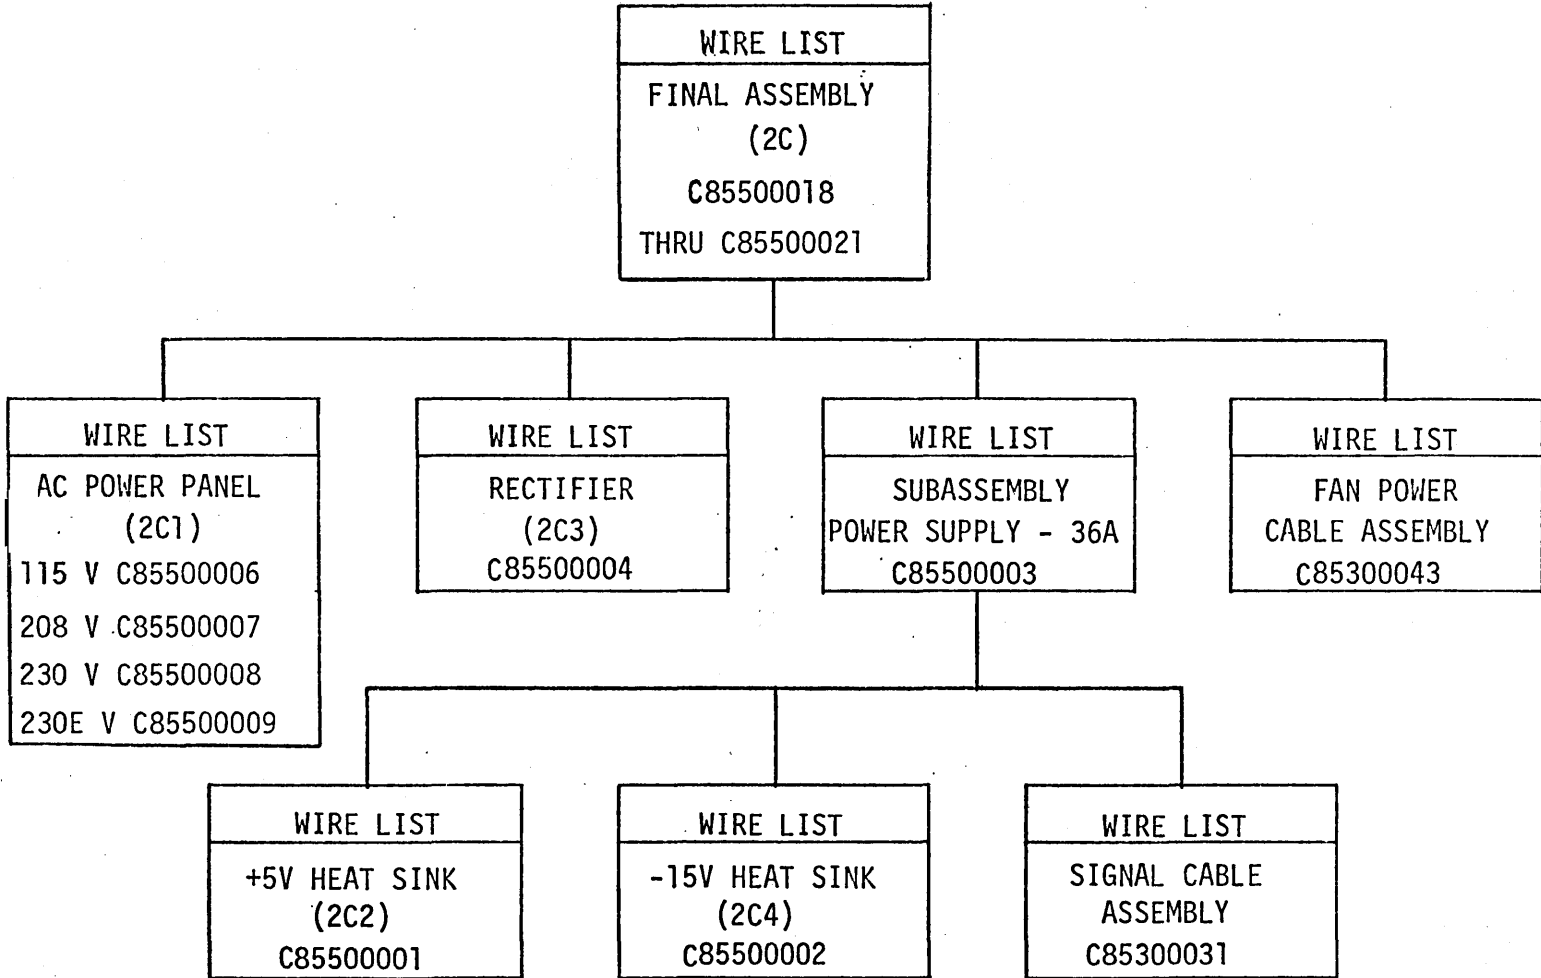 WIRE LIST
FINAL ASSEMBLY
(2C)
C85500018
THRU C85500021
WIRE LIST
AC POWER PANEL
(2C1)
115 V C85500006
208 V C85500007
230 V C85500008
230E V C85500009
WIRE LIST
RECTIFIER
(2C3)
C85500004
WIRE LIST
SUBASSEMBLY
POWER SUPPLY - 36A
C85500003
WIRE LIST
FAN POWER
CABLE ASSEMBLY
C85300043
WIRE LIST
+5V HEAT SINK
(2C2)
C85500001
WIRE LIST
-15V HEAT SINK
(2C4)
C85500002
WIRE LIST
SIGNAL CABLE
ASSEMBLY
C85300031